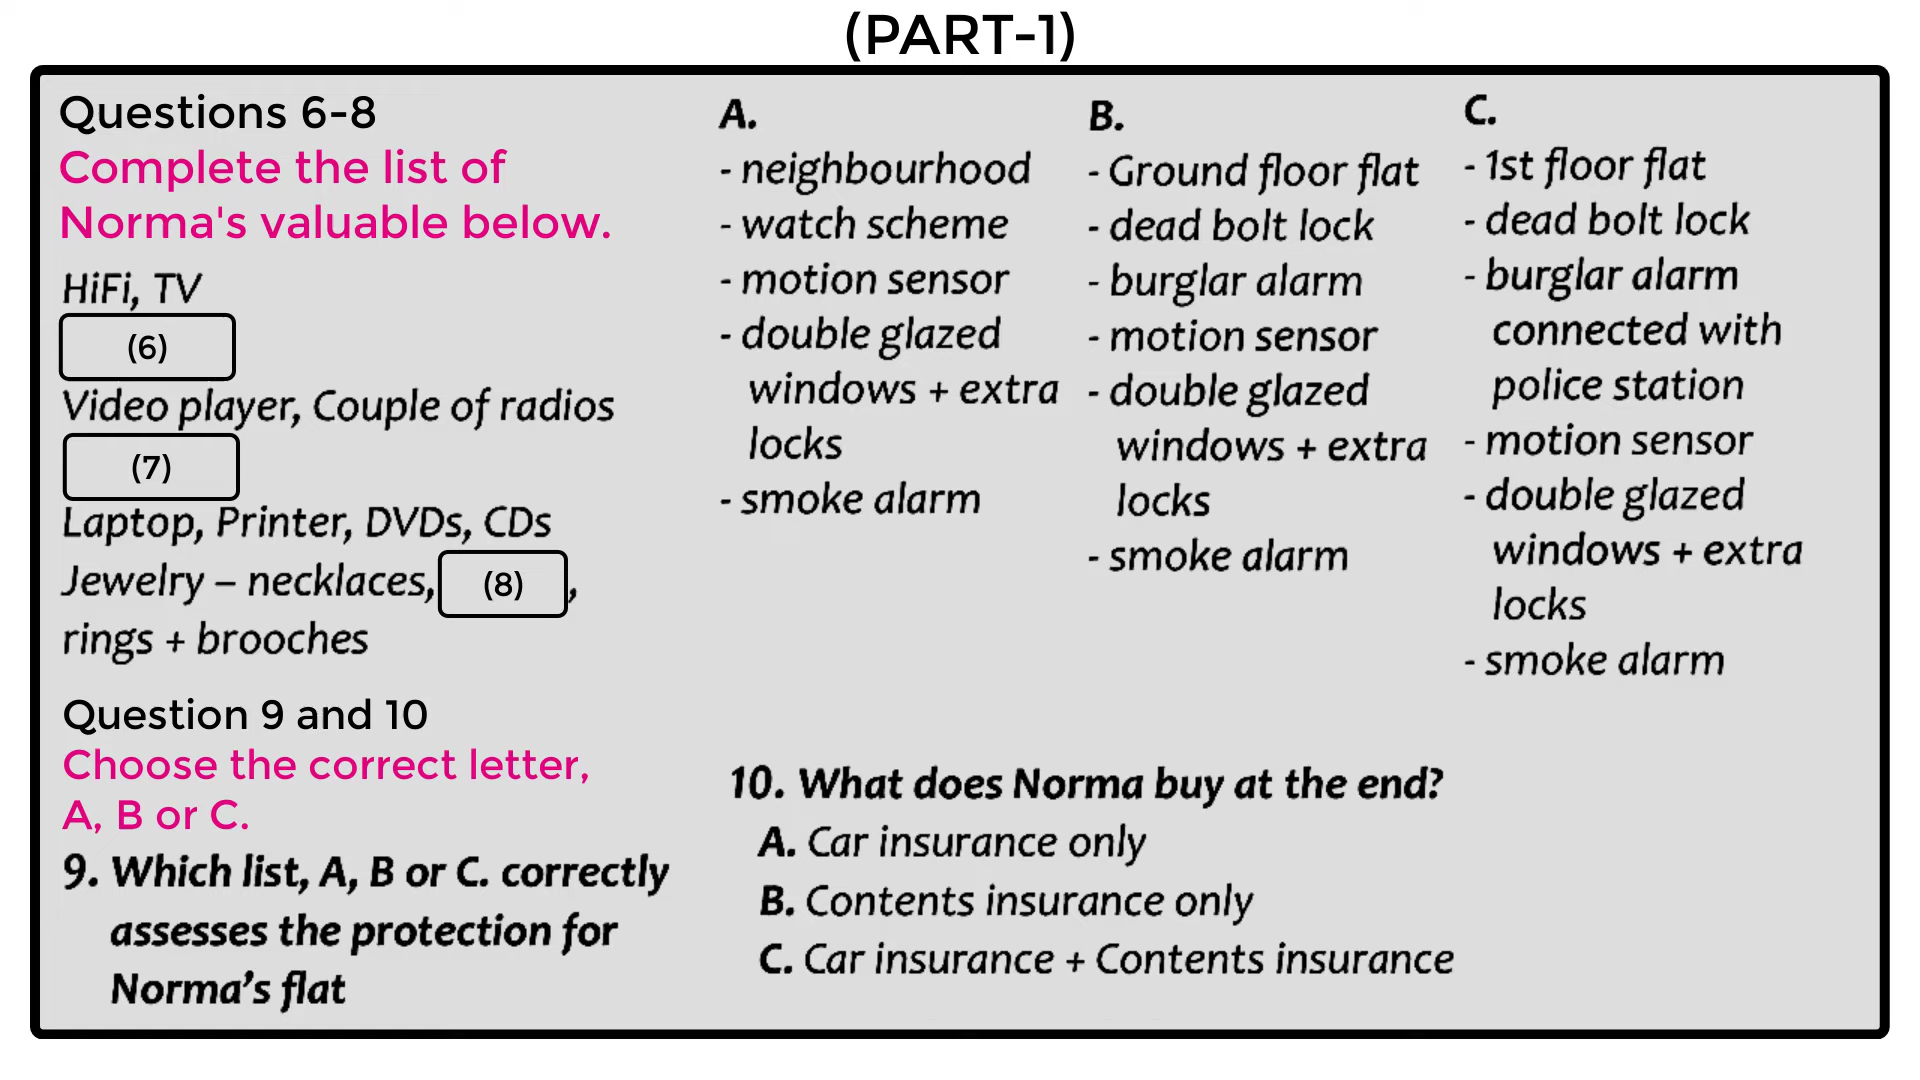 (PART-1)
Questions 6-8
Complete the list of
Norma's valuable below.
HiFi, TV
(6)
Video player, Couple of radios
(7)
Laptop, Printer, DVDs, CDs
Jewelry – necklaces, (8) ,
rings + brooches
Question 9 and 10
Choose the correct letter,
A, B or C.
9. Which list, A, B or C. correctly
assesses the protection for
Norma's flat
A.
- neighbourhood
- watch scheme
- motion sensor
- double glazed
windows + extra
locks
- smoke alarm
B.
- Ground floor flat
- dead bolt lock
- burglar alarm
- motion sensor
- double glazed
windows + extra
locks
- smoke alarm
C.
- 1st floor flat
- dead bolt lock
- burglar alarm
connected with
police station
- motion sensor
- double glazed
windows + extra
locks
- smoke alarm
10. What does Norma buy at the end?
A. Car insurance only
B. Contents insurance only
C. Car insurance + Contents insurance